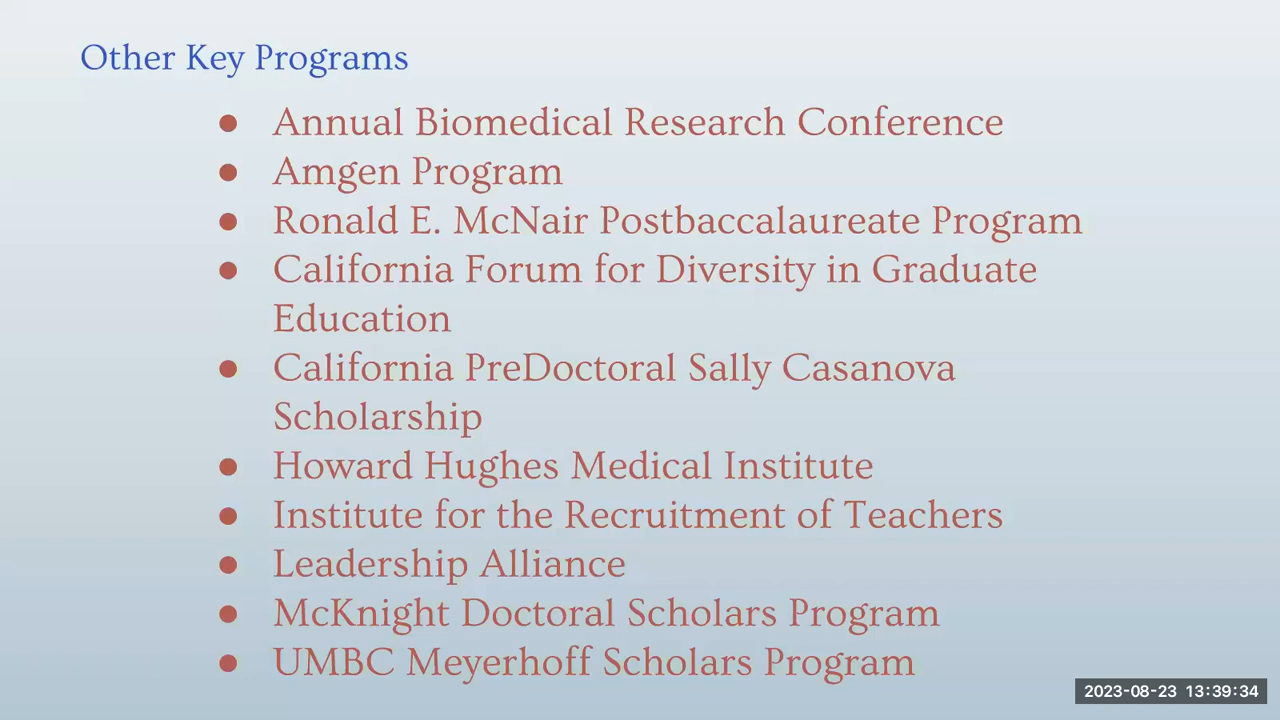 Other Key Programs
● Annual Biomedical Research Conference
● Amgen Program
● Ronald E. McNair Postbaccalaureate Program
● California Forum for Diversity in Graduate
Education
● California PreDoctoral Sally Casanova
Scholarship
● Howard Hughes Medical Institute
● Institute for the Recruitment of Teachers
● Leadership Alliance
● McKnight Doctoral Scholars Program
● UMBC Meyerhoff Scholars Program
2023-08-23 13:39:34